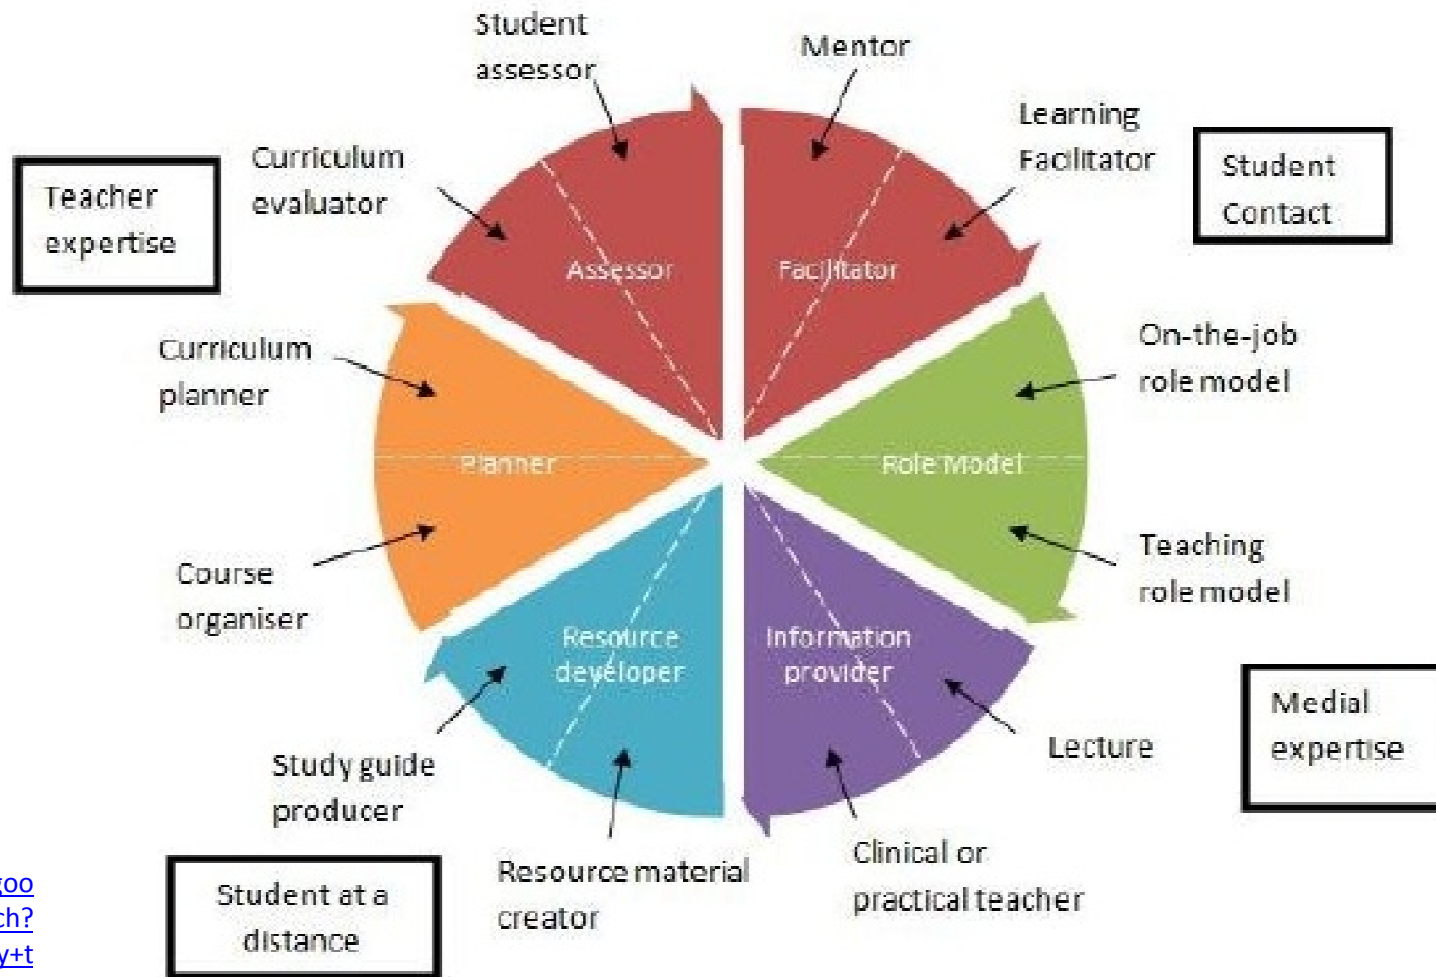 Student
assessor
Mentor
Learning
Facilitator
Student
Contact
Curriculum
evaluator
Teacher
expertise
Assessor
Facilitator
On-the-job
role model
Curriculum
planner
Planner
Role Model
Teaching
role model
Course
organiser
Resource
developer
Information
provider
Medial
expertise
Lecture
Study guide
producer
Clinical or
practical teacher
Resource material
creator
Student at a
distance
goo
ch?
y+t